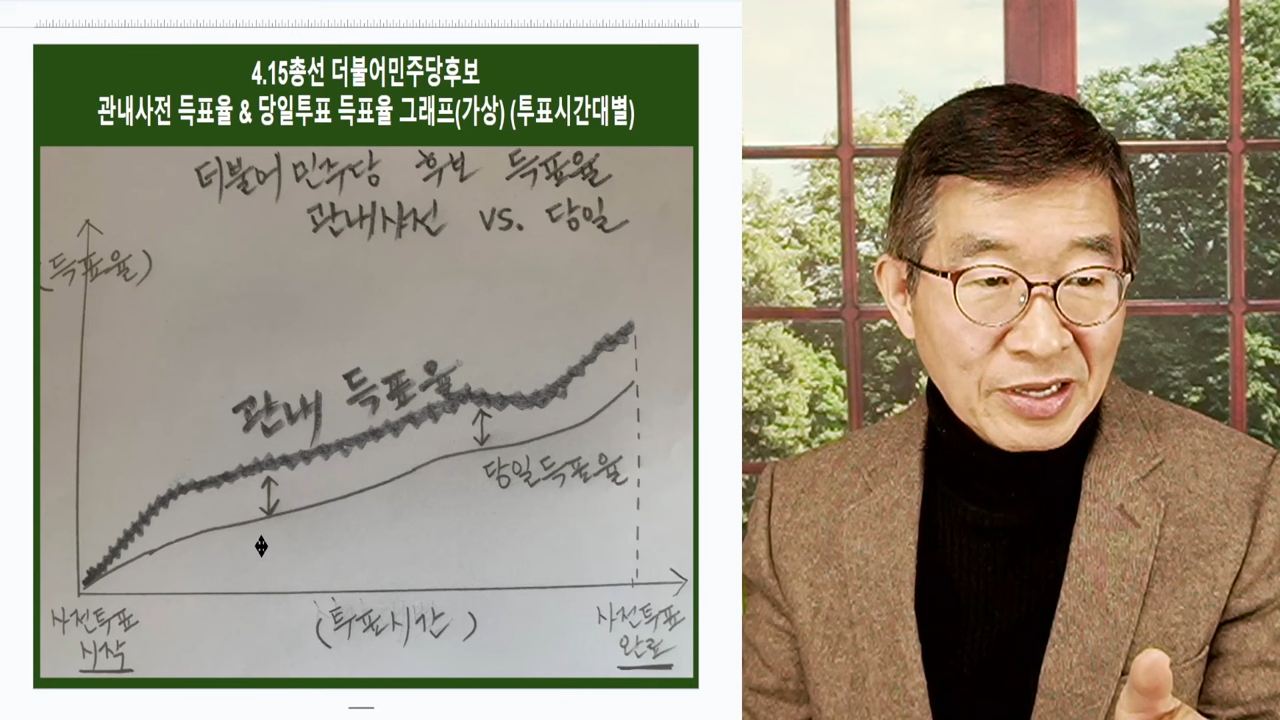 4.15총선 더불어민주당후보
관내사전 득표율 & 당일투표 득표율 그래프(가상) (투표시간대별)
더불어민주당 후보 득표율
관내사전 vs. 당일
(득표율)
관내 득표율
당일득표율
사전투표
시작
(투표시간)
사전투표
완료